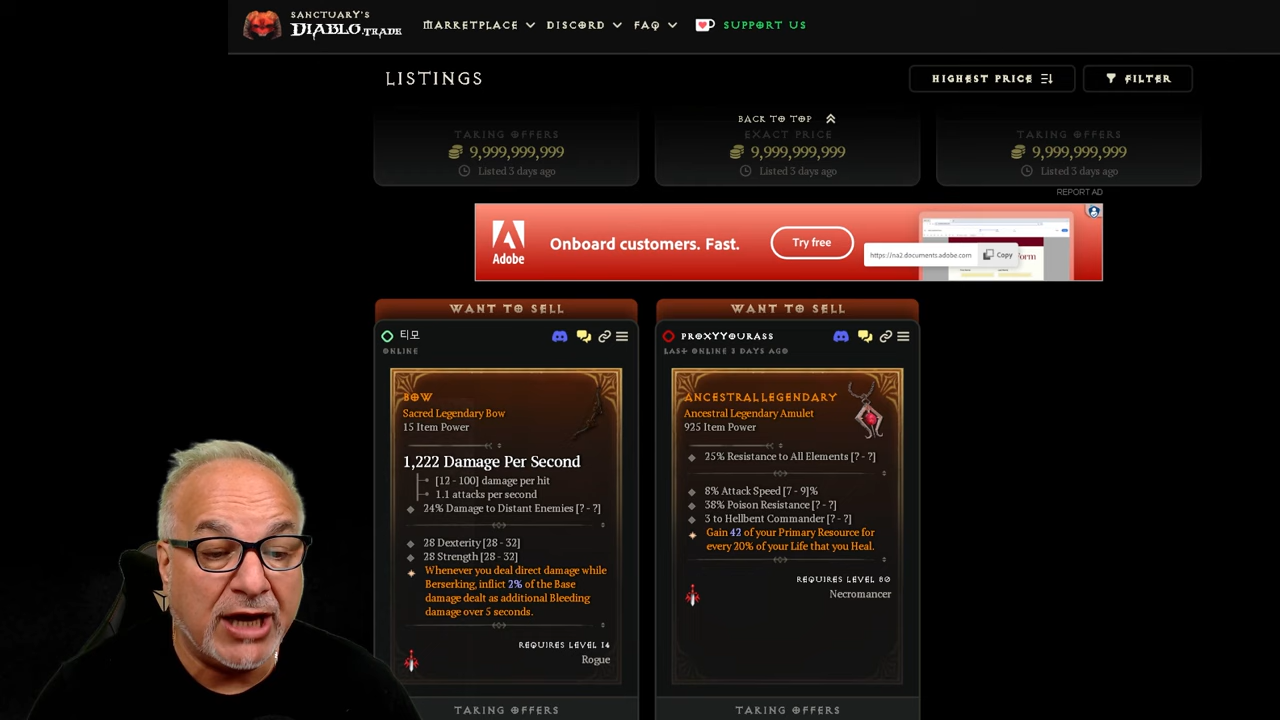 SANCTUARY'S
DIABLO.TRADE
MARKETPLACE DISCORD FAQ SUPPORT US
LISTINGS
HIGHEST PRICE FILTER
BACK TO TOP
TAKING OFFERS EXACT PRICE TAKING OFFERS
9,999,999,999 9,999,999,999 9,999,999,999
Listed 3 days ago Listed 3 days ago Listed 3 days ago
REPORT AD
Adobe
Onboard customers. Fast.
Try free
https://na2.documents.adobe.com Copy
WANT TO SELL
티모
ONLINE
BOW
Sacred Legendary Bow
15 Item Power
1,222 Damage Per Second
[12 - 100] damage per hit
1.1 attacks per second
24% Damage to Distant Enemies [? - ?]
28 Dexterity [28 - 32]
28 Strength [28 - 32]
Whenever you deal direct damage while
Berserking, inflict 2% of the Base
damage dealt as additional Bleeding
damage over 5 seconds.
REQUIRES LEVEL 14
Rogue
TAKING OFFERS
WANT TO SELL
PROXYYOURASS
LAST ONLINE 3 DAYS AGO
ANCESTRALLEGENDARY
Ancestral Legendary Amulet
925 Item Power
25% Resistance to All Elements [? - ?]
8% Attack Speed [7 - 9]%
38% Poison Resistance [? - ?]
3 to Hellbent Commander [? - ?]
Gain 42 of your Primary Resource for
every 20% of your Life that you Heal.
REQUIRES LEVEL 80
Necromancer
TAKING OFFERS